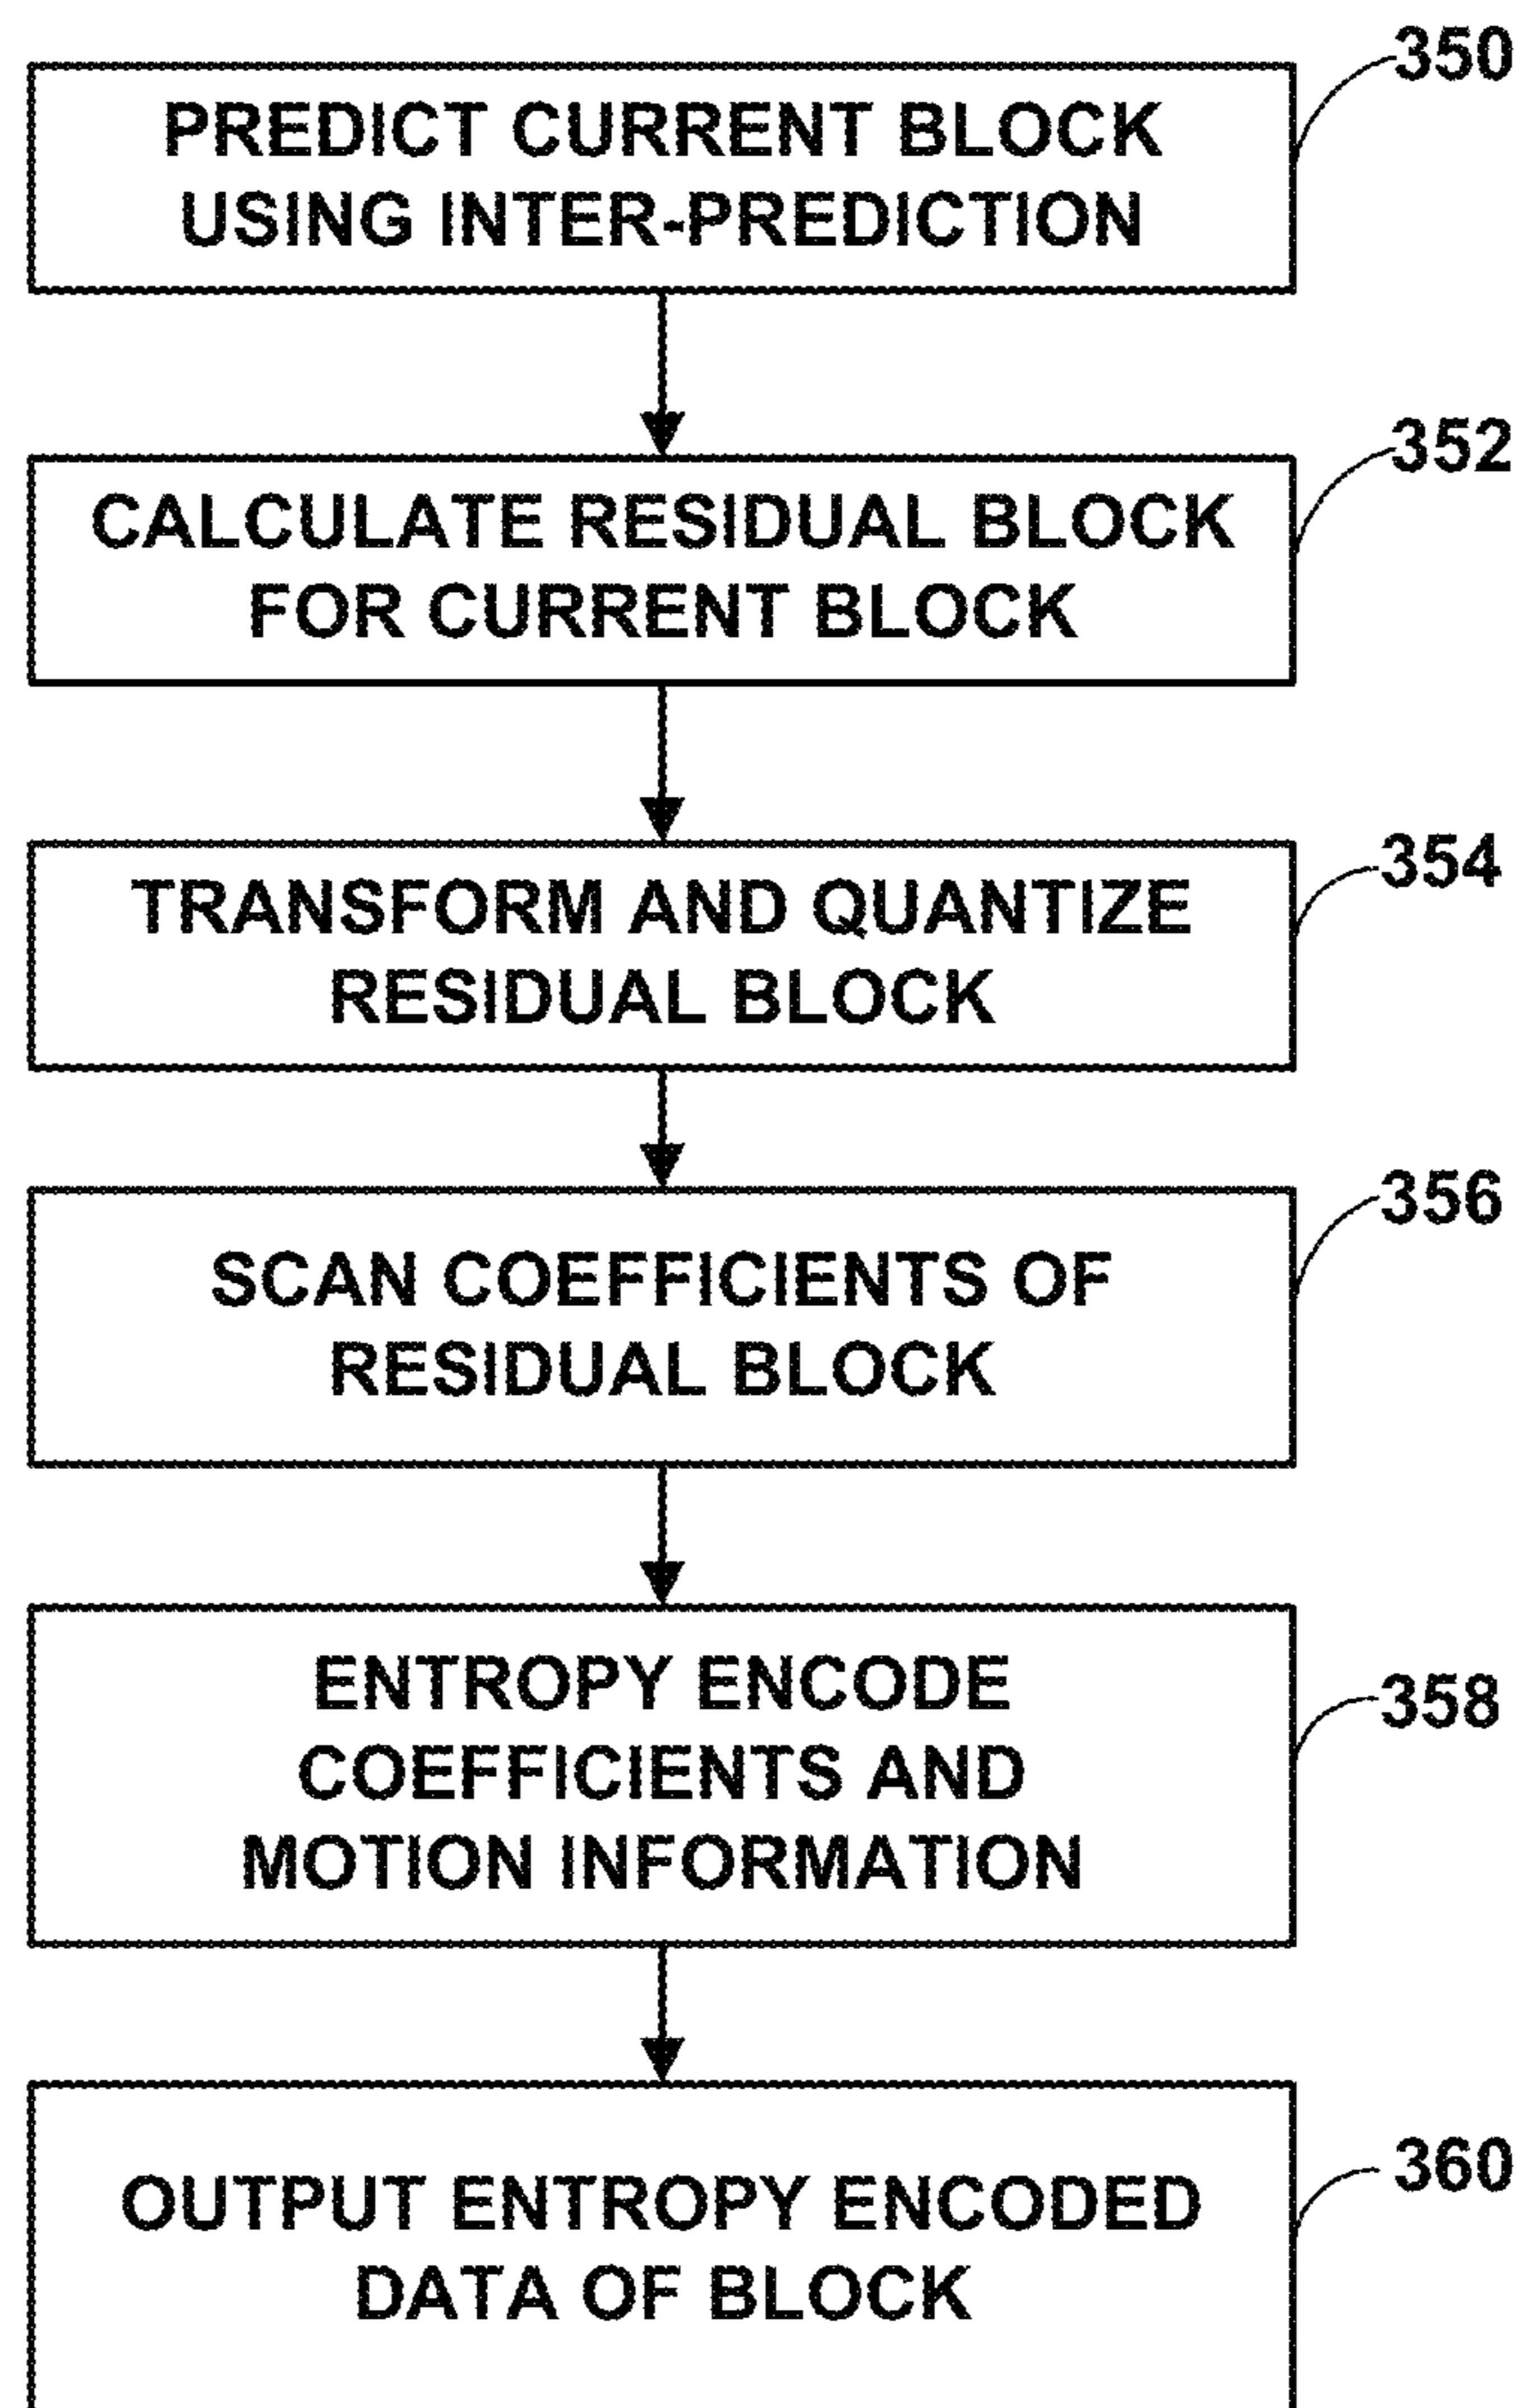 350
PREDICT CURRENT BLOCK
USING INTER-PREDICTION
352
CALCULATE RESIDUAL BLOCK
FOR CURRENT BLOCK
354
TRANSFORM AND QUANTIZE
RESIDUAL BLOCK
356
SCAN COEFFICIENTS OF
RESIDUAL BLOCK
358
ENTROPY ENCODE
COEFFICIENTS AND
MOTION INFORMATION
360
OUTPUT ENTROPY ENCODED
DATA OF BLOCK